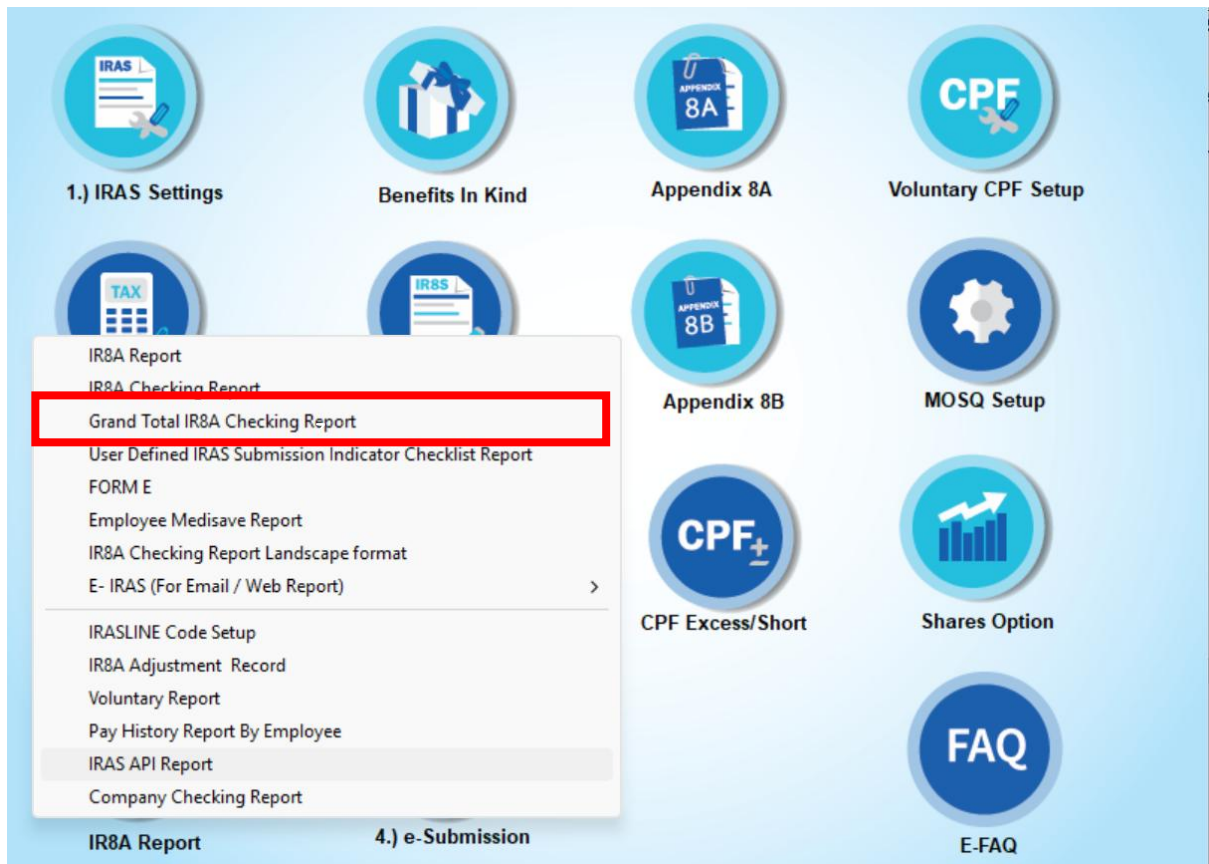 IRAS
APPENDIX
8A
CPF
1.) IRAS Settings
Benefits In Kind
Appendix 8A
Voluntary CPF Setup
TAX
IR8S
APPENDIX
8B
Appendix 8B
MOSQ Setup
IR8A Report
IR8A Checking Report
Grand Total IR8A Checking Report
User Defined IRAS Submission Indicator Checklist Report
FORM E
Employee Medisave Report
IR8A Checking Report Landscape format
E- IRAS (For Email / Web Report)
IRASLINE Code Setup
IR8A Adjustment Record
Voluntary Report
Pay History Report By Employee
IRAS API Report
Company Checking Report
CPF±
CPF Excess/Short
Shares Option
FAQ
IR8A Report
4.) e-Submission
E-FAQ